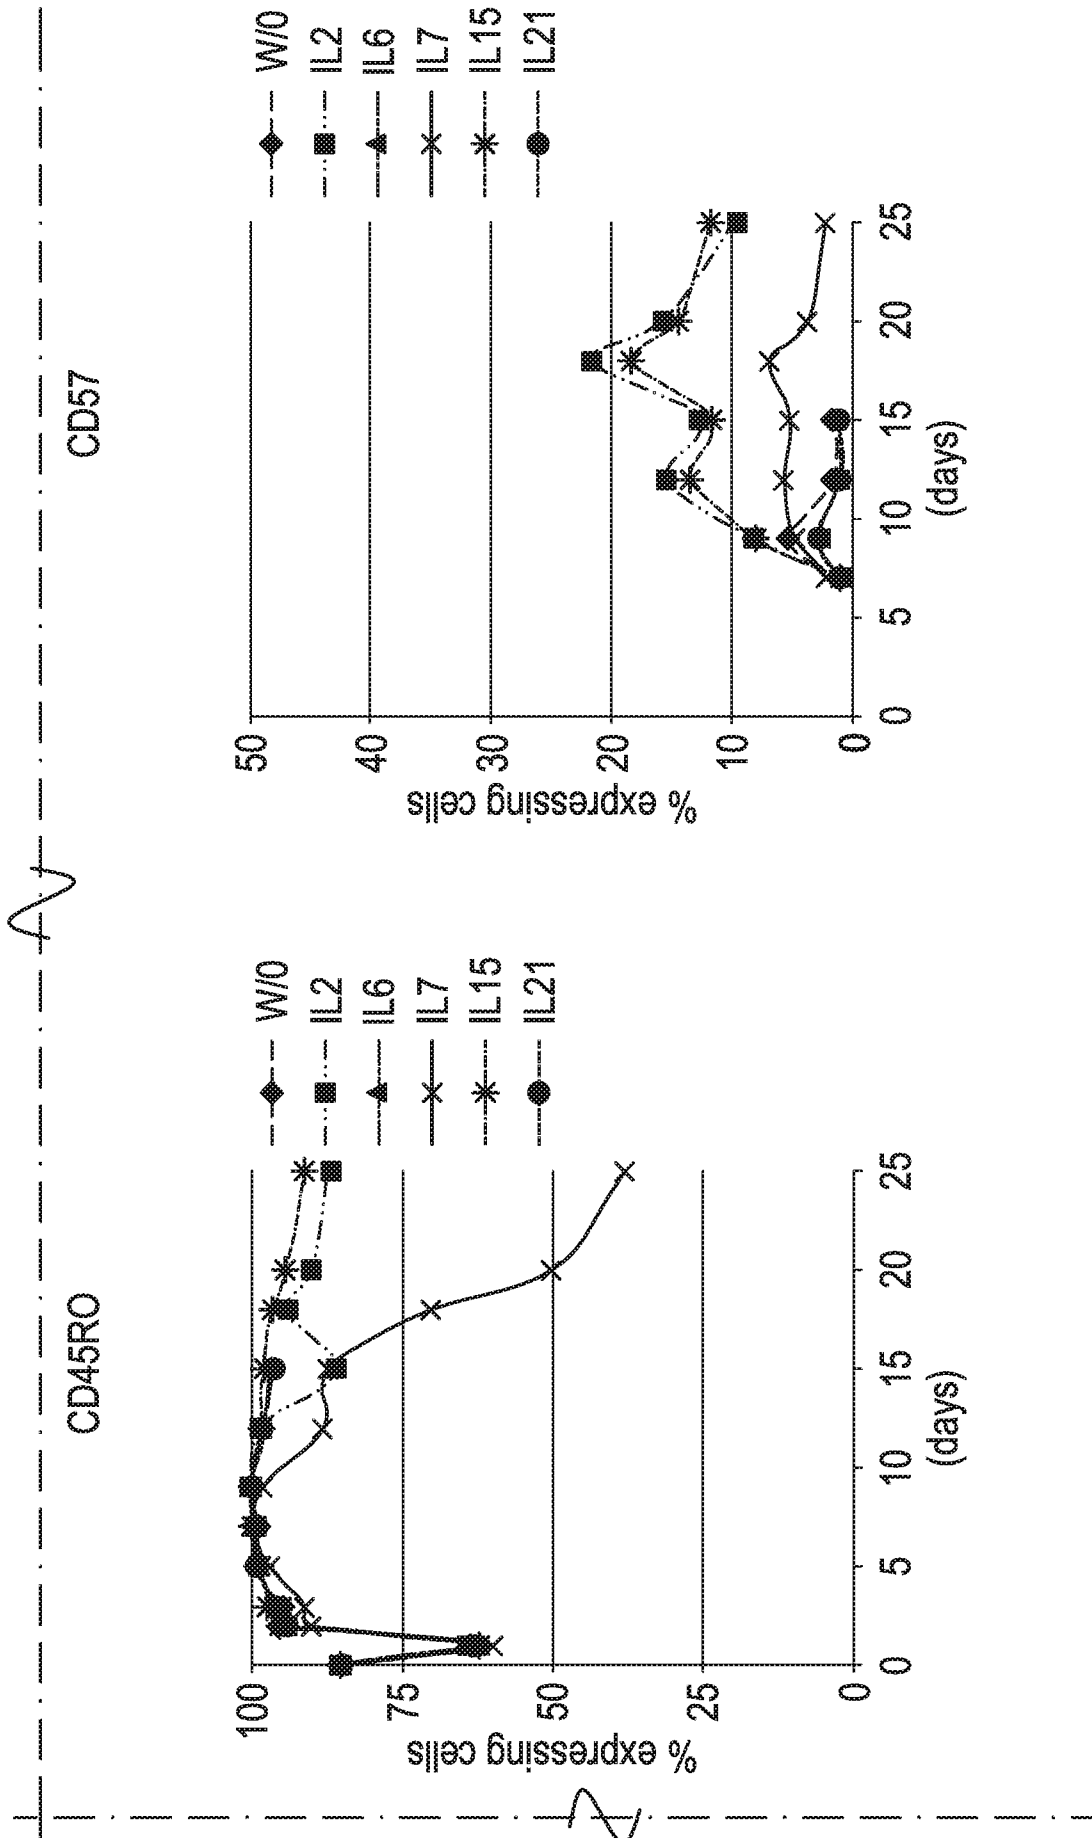 CD45RO
% expressing cells
100
75
50
25
0
0 5 10 15 20 25
(days)
W/0
IL2
IL6
IL7
IL15
IL21
CD57
% expressing cells
50
40
30
20
10
0
0 5 10 15 20 25
(days)
W/0
IL2
IL6
IL7
IL15
IL21